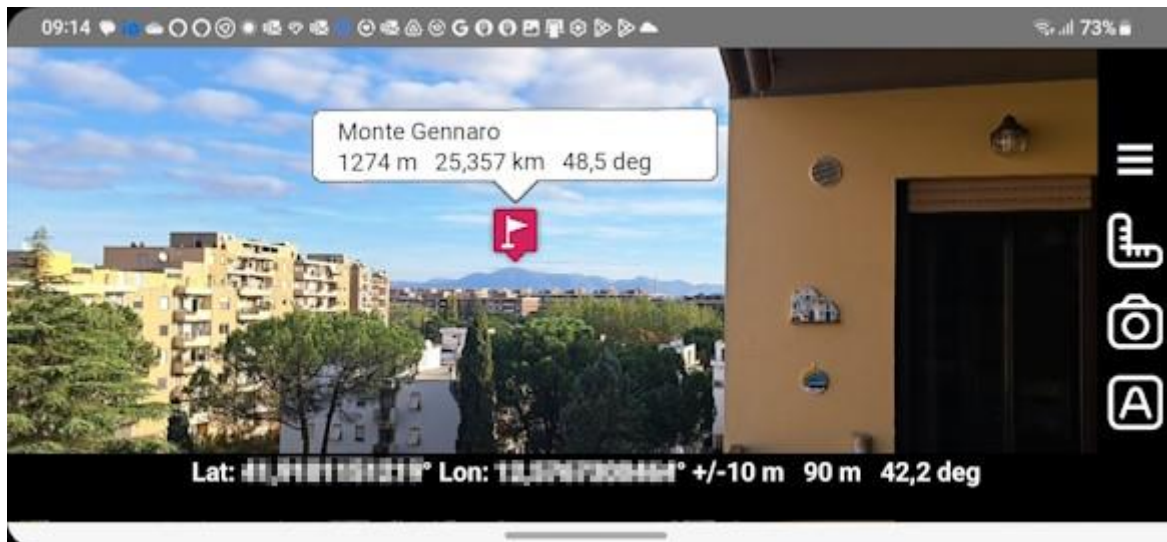 09:14 73%
Monte Gennaro
1274 m 25,357 km 48,5 deg
A
Lat: ° Lon: ° +/-10 m 90 m 42,2 deg